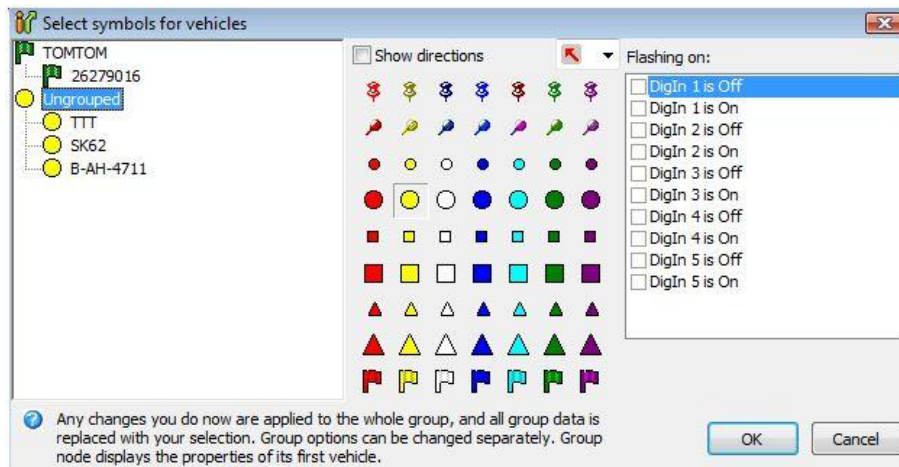 Select symbols for vehicles
TOMTOM
26279016
Ungrouped
TTT
SK62
B-AH-4711
Show directions
Flashing on:
DigIn 1 is Off
DigIn 1 is On
DigIn 2 is Off
DigIn 2 is On
DigIn 3 is Off
DigIn 3 is On
DigIn 4 is Off
DigIn 4 is On
DigIn 5 is Off
DigIn 5 is On
Any changes you do now are applied to the whole group, and all group data is
replaced with your selection. Group options can be changed separately. Group
node displays the properties of its first vehicle.
OK
Cancel